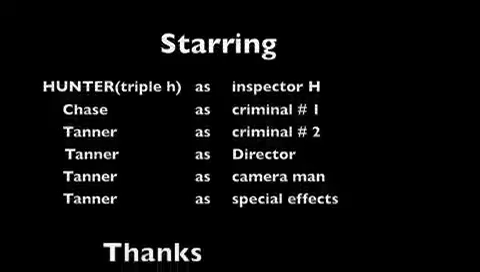 Starring
HUNTER(triple h) as inspector H
Chase as criminal # 1
Tanner as criminal # 2
Tanner as Director
Tanner as camera man
Tanner as special effects
Thanks